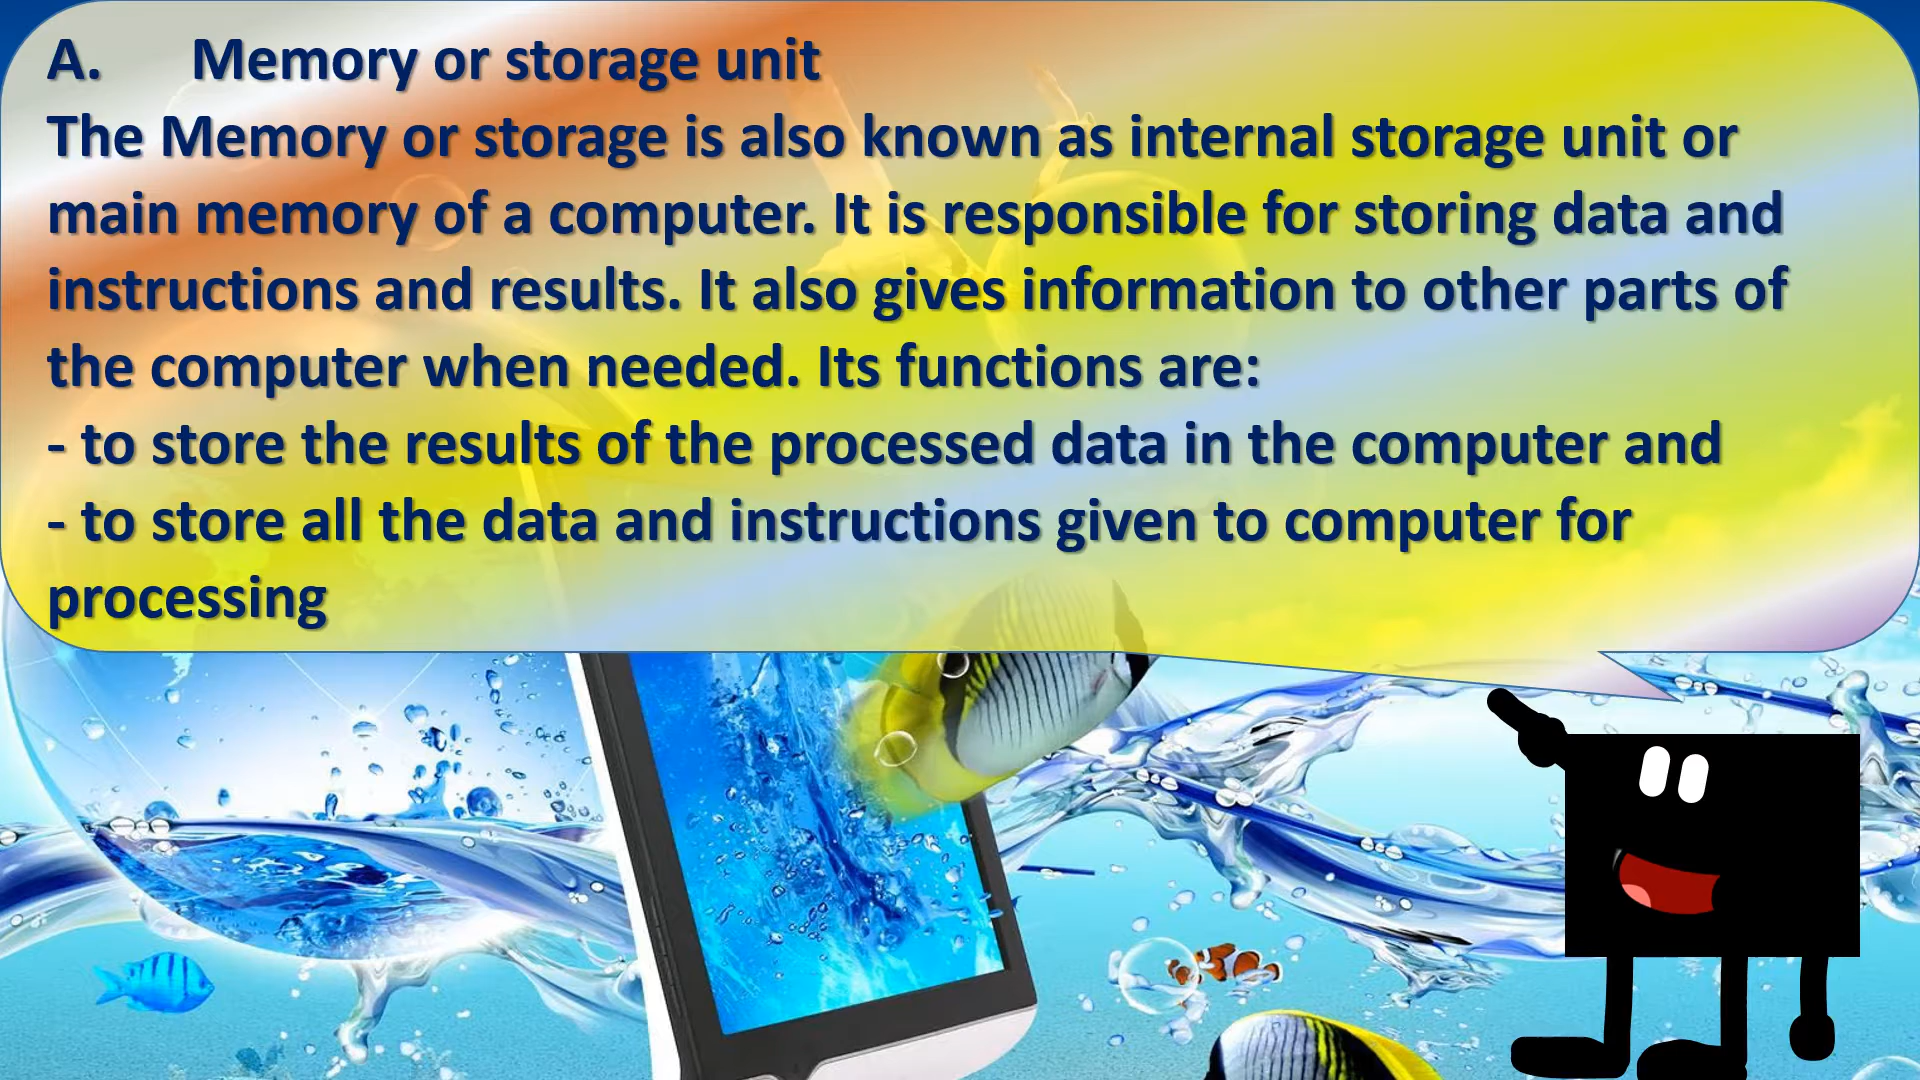 A. Memory or storage unit
The Memory or storage is also known as internal storage unit or
main memory of a computer. It is responsible for storing data and
instructions and results. It also gives information to other parts of
the computer when needed. Its functions are:
- to store the results of the processed data in the computer and
- to store all the data and instructions given to computer for
processing